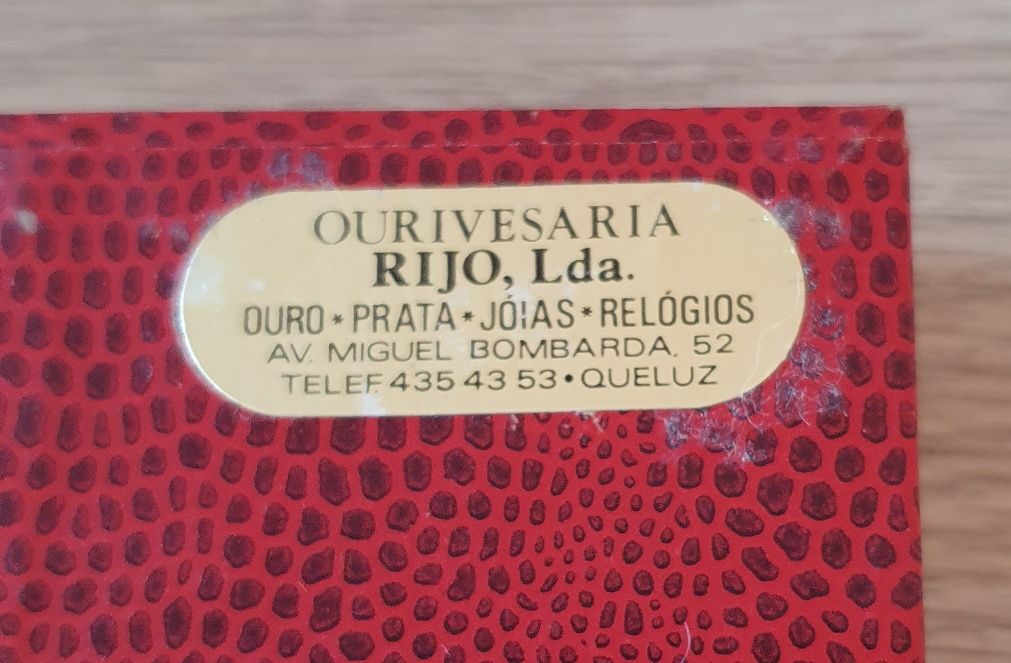 OURIVESARIA
RIJO, Lda.
OURO * PRATA * JÓIAS * RELÓGIOS
AV. MIGUEL BOMBARDA, 52
TELEF. 435 43 53 • QUELUZ